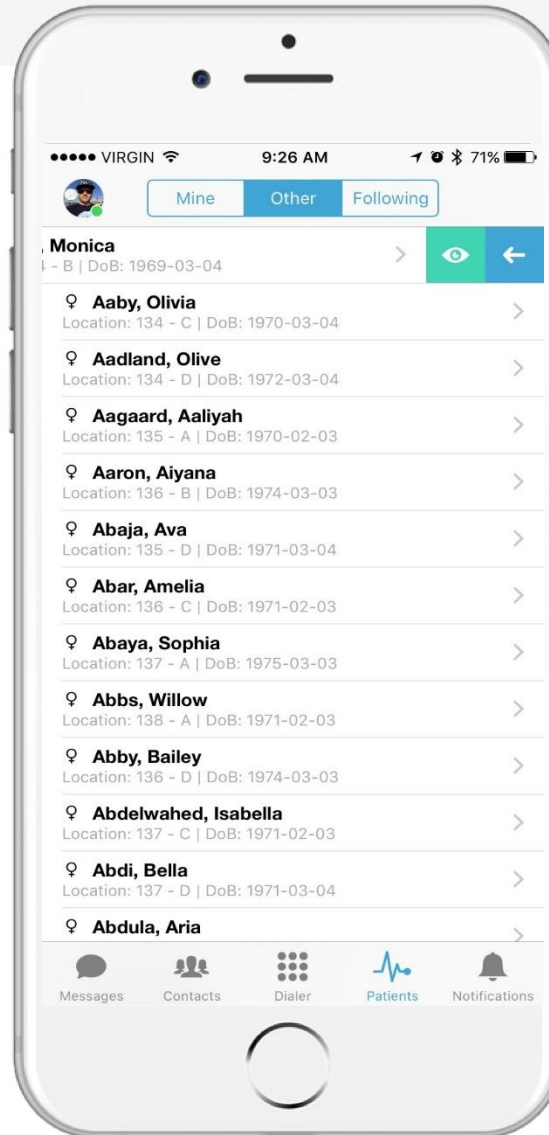 VIRGIN 9:26 AM 71%
Mine Other Following
, Monica
- B | DoB: 1969-03-04
♀ Aaby, Olivia
Location: 134 - C | DoB: 1970-03-04
♀ Aadland, Olive
Location: 134 - D | DoB: 1972-03-04
♀ Aagaard, Aaliyah
Location: 135 - A | DoB: 1970-02-03
♀ Aaron, Aiyana
Location: 136 - B | DoB: 1974-03-03
♀ Abaja, Ava
Location: 135 - D | DoB: 1971-03-04
♀ Abar, Amelia
Location: 136 - C | DoB: 1971-02-03
♀ Abaya, Sophia
Location: 137 - A | DoB: 1975-03-03
♀ Abbs, Willow
Location: 138 - A | DoB: 1971-02-03
♀ Abby, Bailey
Location: 136 - D | DoB: 1974-03-03
♀ Abdelwahed, Isabella
Location: 137 - C | DoB: 1971-02-03
♀ Abdi, Bella
Location: 137 - D | DoB: 1971-03-04
♀ Abdula, Aria
Messages Contacts Dialer Patients Notifications